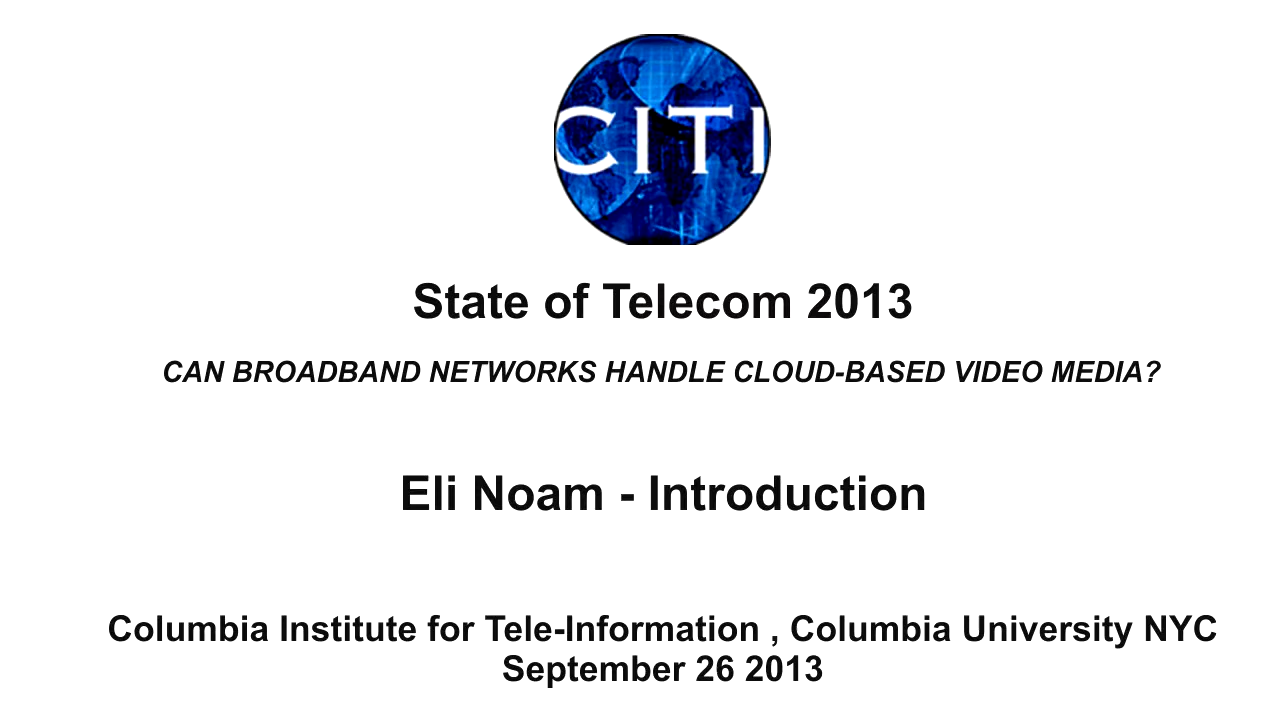 CITI
State of Telecom 2013
CAN BROADBAND NETWORKS HANDLE CLOUD-BASED VIDEO MEDIA?
Eli Noam - Introduction
Columbia Institute for Tele-Information , Columbia University NYC
September 26 2013